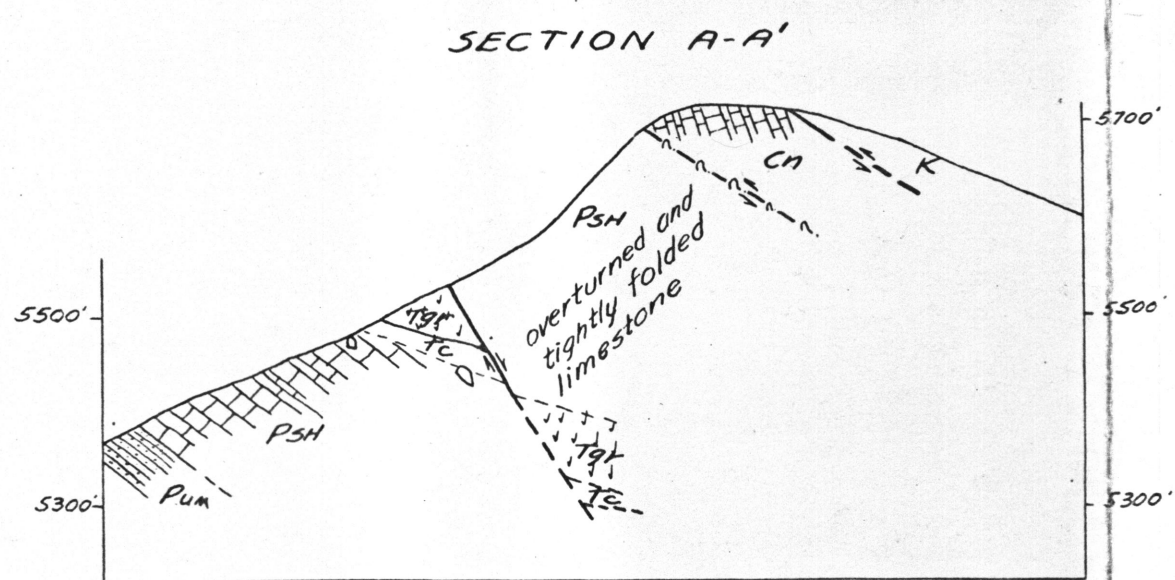 SECTION A-A'
5700'
Cn
K
PSH
overturned and
tightly folded
limestone
5500'
5500'
Tgr
Tc
PSH
Tgr
Tc
Pum
5300'
5300'